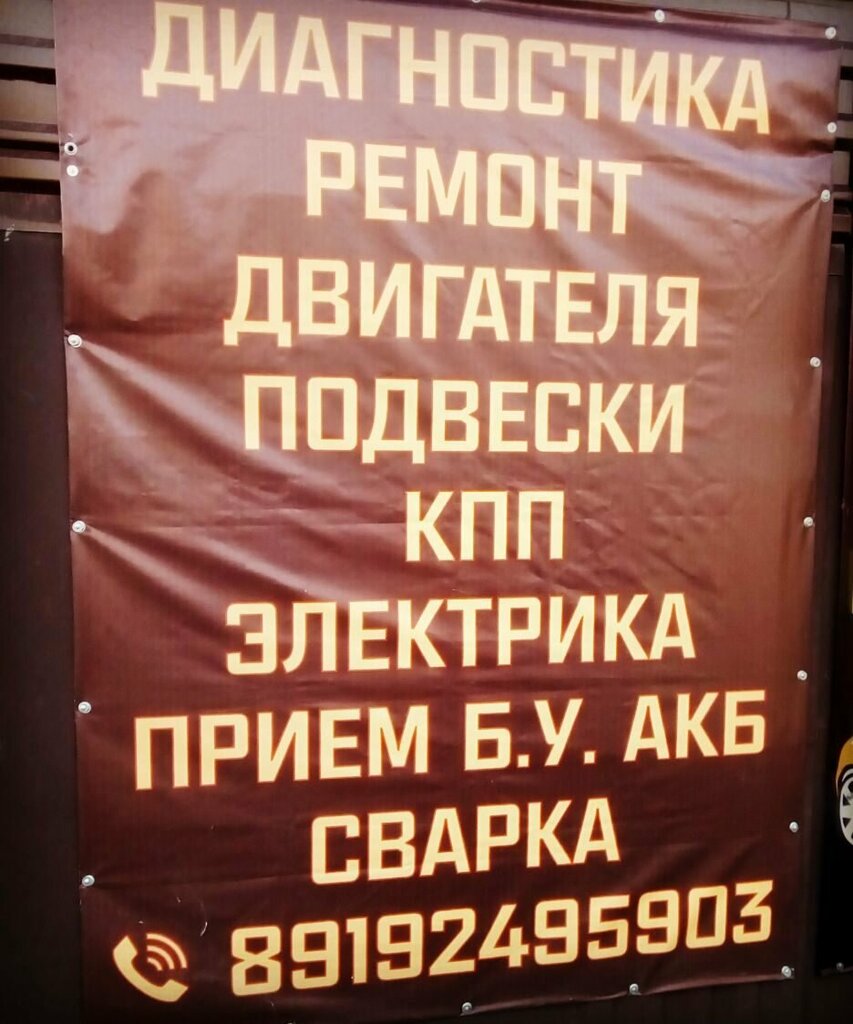 ДИАГНОСТИКА
РЕМОНТ
ДВИГАТЕЛЯ
ПОДВЕСКИ
КПП
ЭЛЕКТРИКА
ПРИЕМ Б.У. АКБ
СВАРКА
89192495903